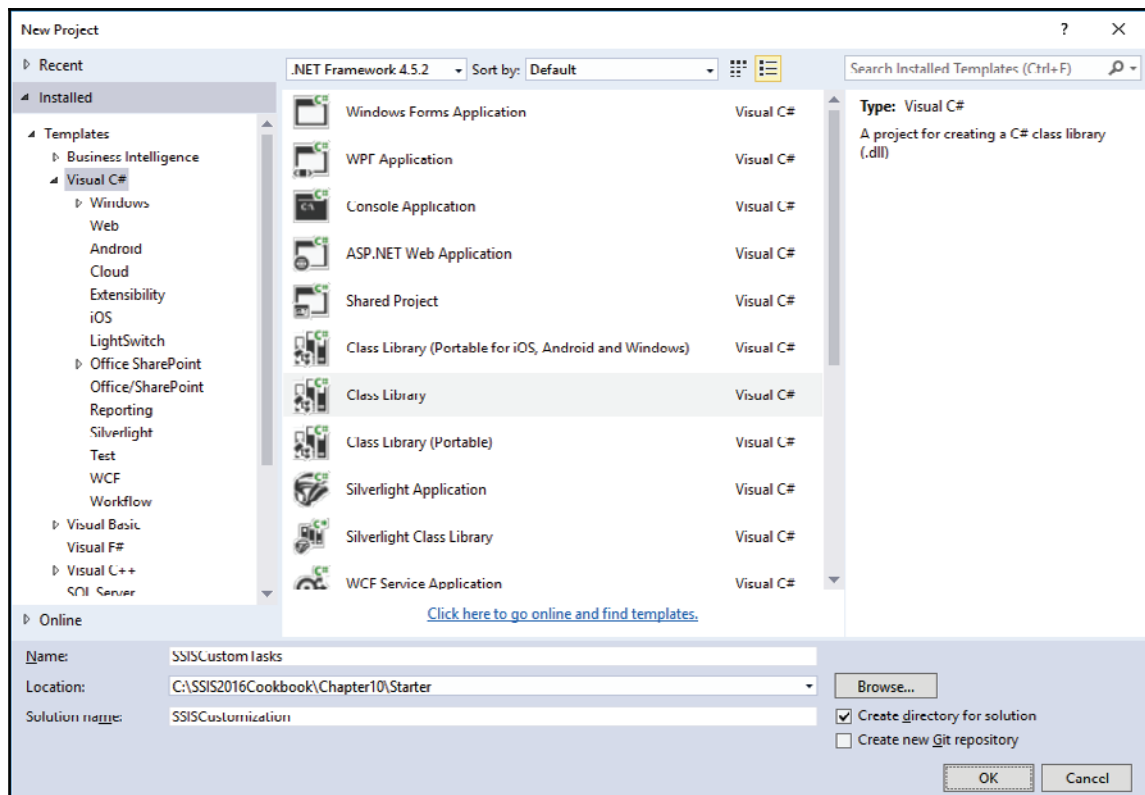 New Project
?
Recent
.NET Framework 4.5.2 Sort by: Default
Search Installed Templates (Ctrl+E)
Installed
Templates
Business Intelligence
Visual C#
Windows
Web
Android
Cloud
Extensibility
iOS
LightSwitch
Office SharePoint
Office/SharePoint
Reporting
Silverlight
Test
WCF
Workflow
Visual Basic
Visual F#
Visual C++
SQL Server
Online
Windows Forms Application Visual C#
WPF Application Visual C#
Console Application Visual C#
ASP.NET Web Application Visual C#
Shared Project Visual C#
Class Library (Portable for iOS, Android and Windows) Visual C#
Class Library Visual C#
Class Library (Portable) Visual C#
Silverlight Application Visual C#
Silverlight Class Library Visual C#
WCF Service Application Visual C#
Click here to go online and find templates.
Type: Visual C#
A project for creating a C# class library
(.dll)
Name: SSISCustomTasks
Location: C:\SSIS2016Cookbook\Chapter10\Starter Browse...
Solution name: SSISCustomization
Create directory for solution
Create new Git repository
OK Cancel